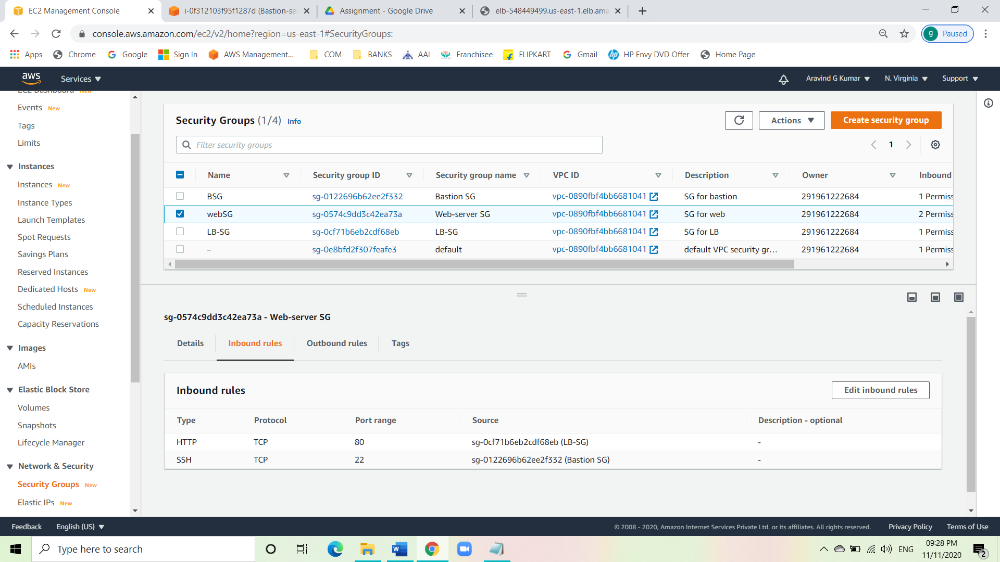 EC2 Management Console
i-0f312103f95f1287d (Bastion-se
Assignment - Google Drive
elb-548449499.us-east-1.elb.ama
console.aws.amazon.com/ec2/v2/home?region=us-east-1#SecurityGroups:
g Paused
Apps Chrome Google Sign In AWS Management... COM BANKS AAI Franchisee FLIPKART Gmail HP Envy DVD Offer Home Page
aws Services Aravind G Kumar N. Virginia Support
EC2 Dashboard New
Events New
Tags
Limits
Instances
Instances New
Instance Types
Launch Templates
Spot Requests
Savings Plans
Reserved Instances
Dedicated Hosts New
Scheduled Instances
Capacity Reservations
Images
AMIs
Elastic Block Store
Volumes
Snapshots
Lifecycle Manager
Network & Security
Security Groups New
Elastic IPs New
Security Groups (1/4) Info
Actions
Create security group
Filter security groups
1
Name Security group ID Security group name VPC ID Description Owner Inbound
BSG sg-0122696b62ee2f332 Bastion SG vpc-0890fbf4bb6681041 SG for bastion 291961222684 1 Permiss
webSG sg-0574c9dd3c42ea73a Web-server SG vpc-0890fbf4bb6681041 SG for web 291961222684 2 Permiss
LB-SG sg-0cf71b6eb2cdf68eb LB-SG vpc-0890fbf4bb6681041 SG for LB 291961222684 1 Permiss
– sg-0e8bfd2f307feafe3 default vpc-0890fbf4bb6681041 default VPC security gr... 291961222684 1 Permiss
sg-0574c9dd3c42ea73a - Web-server SG
Details Inbound rules Outbound rules Tags
Inbound rules
Edit inbound rules
Type Protocol Port range Source Description - optional
HTTP TCP 80 sg-0cf71b6eb2cdf68eb (LB-SG) -
SSH TCP 22 sg-0122696b62ee2f332 (Bastion SG) -
Feedback English (US) © 2008 - 2020, Amazon Internet Services Private Ltd. or its affiliates. All rights reserved. Privacy Policy Terms of Use
Type here to search
ENG
09:28 PM
11/11/2020
2